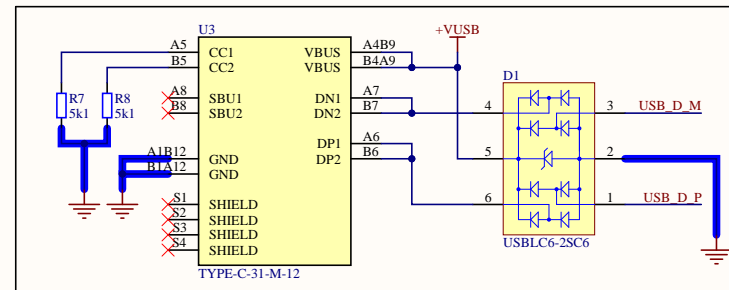 U3
+VUSB
A5 CC1 VBUS A4B9
B5 CC2 VBUS B4A9
D1
R7 5k1
R8 5k1
A8 SBU1 DN1 A7
B8 SBU2 DN2 B7
4 3 USB_D_M
A6 DP1
B6 DP2
A1B12 GND
B1A12 GND
5 2
S1 SHIELD
S2 SHIELD
S3 SHIELD
S4 SHIELD
6 1 USB_D_P
USBLC6-2SC6
TYPE-C-31-M-12